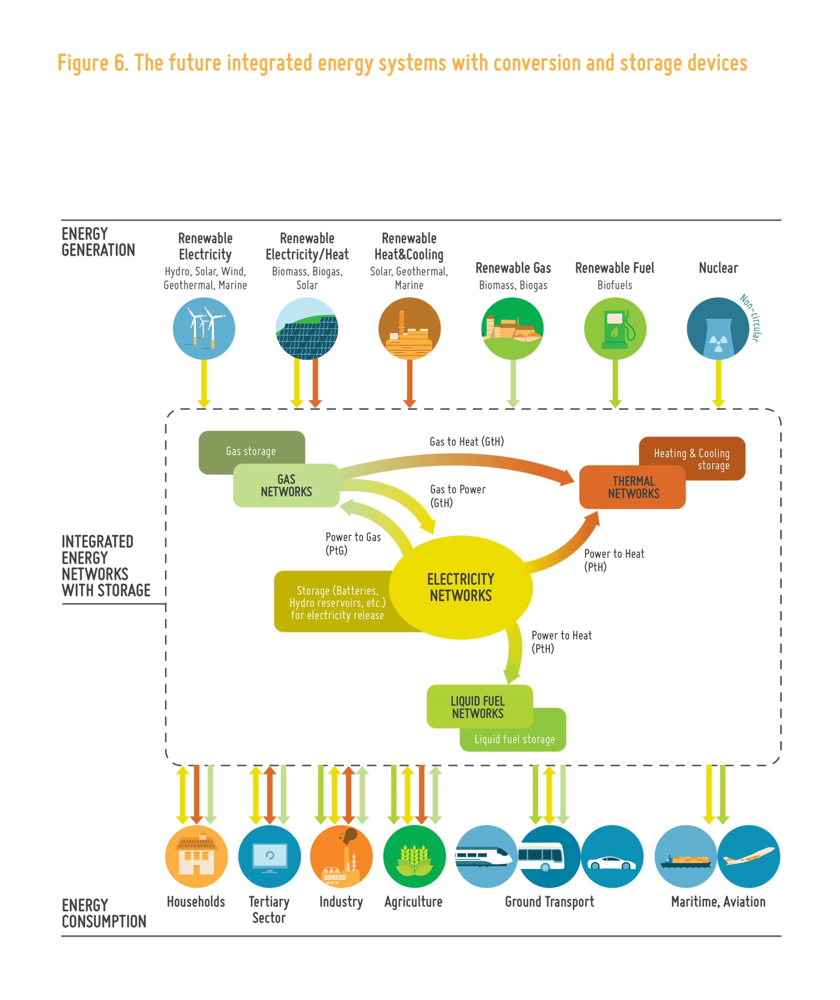 Figure 6. The future integrated energy systems with conversion and storage devices
ENERGY
GENERATION
Renewable
Electricity
Hydro, Solar, Wind,
Geothermal, Marine
Renewable
Electricity/Heat
Biomass, Biogas,
Solar
Renewable
Heat&Cooling
Solar, Geothermal,
Marine
Renewable Gas
Biomass, Biogas
Renewable Fuel
Biofuels
Nuclear
Non-circular
INTEGRATED
ENERGY
NETWORKS
WITH STORAGE
Gas storage
GAS
NETWORKS
Gas to Heat (GtH)
Heating & Cooling
storage
THERMAL
NETWORKS
Gas to Power
(GtH)
Power to Gas
(PtG)
Power to Heat
(PtH)
Storage (Batteries,
Hydro reservoirs, etc.)
for electricity release
ELECTRICITY
NETWORKS
Power to Heat
(PtH)
LIQUID FUEL
NETWORKS
Liquid fuel storage
ENERGY
CONSUMPTION
Households
Tertiary
Sector
Industry
Agriculture
Ground Transport
Maritime, Aviation